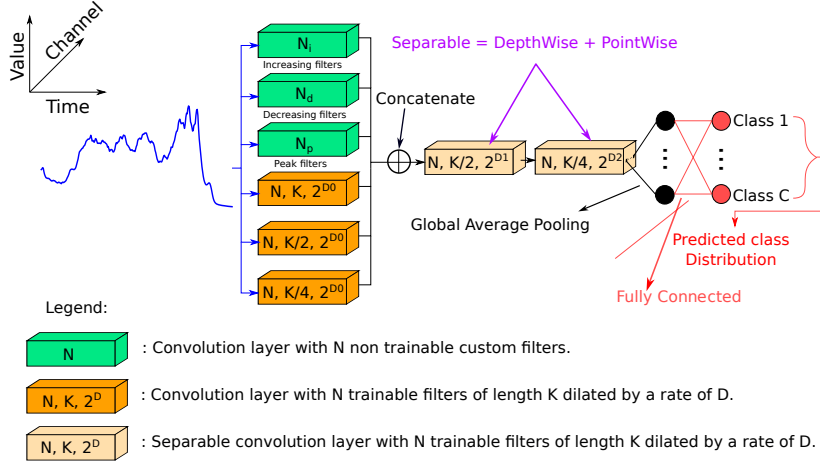 Value
Channel
Time
N_i
Increasing filters
N_d
Decreasing filters
N_p
Peak filters
N, K, 2^D0
N, K/2, 2^D0
N, K/4, 2^D0
Separable = DepthWise + PointWise
Concatenate
N, K/2, 2^D1
N, K/4, 2^D2
Class 1
Class C
Global Average Pooling
Predicted class
Distribution
Fully Connected
Legend:
N
: Convolution layer with N non trainable custom filters.
N, K, 2^D
: Convolution layer with N trainable filters of length K dilated by a rate of D.
N, K, 2^D
: Separable convolution layer with N trainable filters of length K dilated by a rate of D.